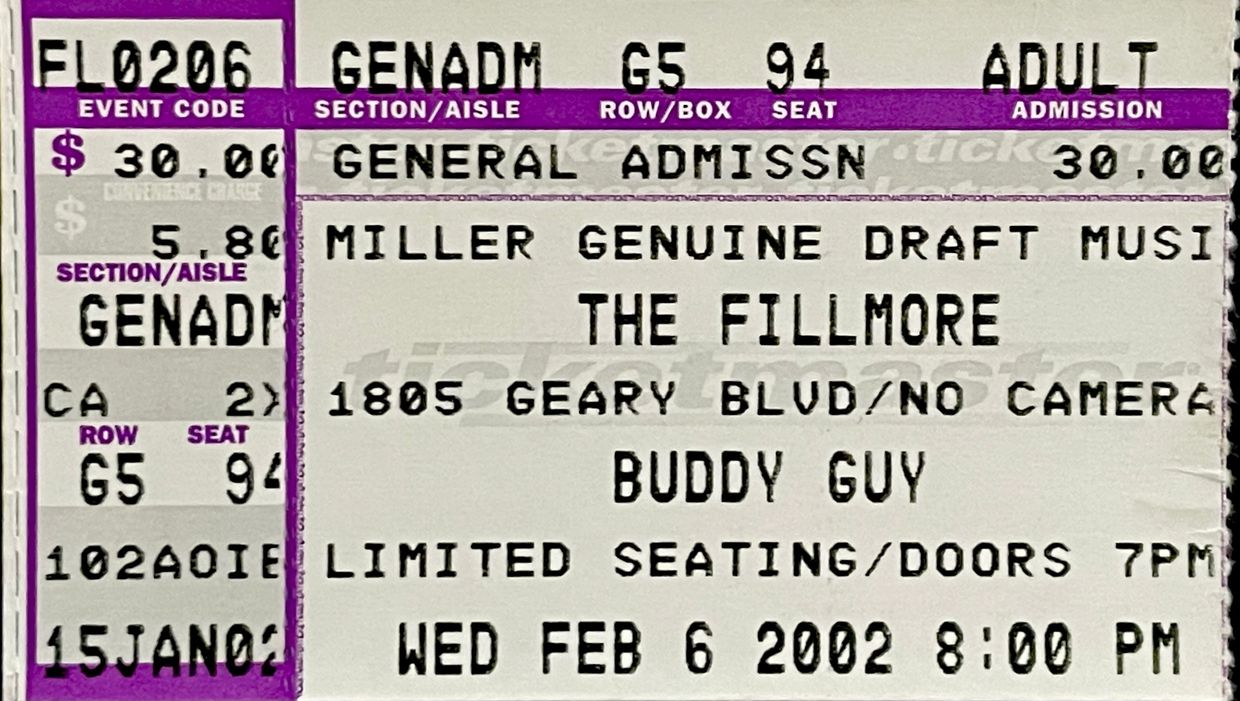 FL0206 GENADM G5 94 ADULT
EVENT CODE SECTION/AISLE ROW/BOX SEAT ADMISSION
$ 30.00 GENERAL ADMISSN 30.00
CONVENIENCE CHARGE
$ 5.80 MILLER GENUINE DRAFT MUSI
SECTION/AISLE
GENADM THE FILLMORE
ticketmaster
CA 2X 1805 GEARY BLVD/NO CAMERA
ROW SEAT
G5 94 BUDDY GUY
102AOIE LIMITED SEATING/DOORS 7PM
15JAN02 WED FEB 6 2002 8:00 PM